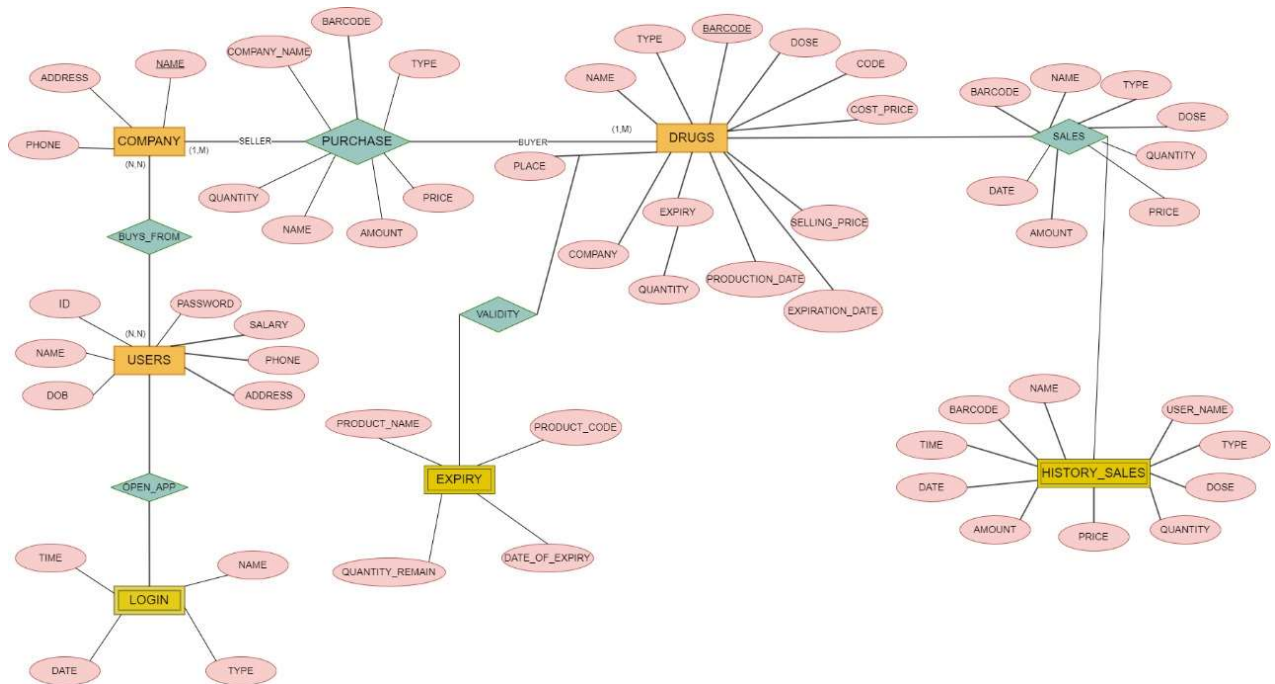 BARCODE
COMPANY_NAME
TYPE
NAME
ADDRESS
PHONE
COMPANY
(N,N)
(1,M)
SELLER
PURCHASE
BUYER
QUANTITY
NAME
AMOUNT
PRICE
TYPE
BARCODE
DOSE
NAME
CODE
COST_PRICE
(1,M)
DRUGS
PLACE
COMPANY
EXPIRY
QUANTITY
PRODUCTION_DATE
SELLING_PRICE
EXPIRATION_DATE
BARCODE
NAME
TYPE
DOSE
SALES
QUANTITY
DATE
AMOUNT
PRICE
BUYS_FROM
VALIDITY
ID
PASSWORD
SALARY
(N,N)
NAME
USERS
PHONE
DOB
ADDRESS
PRODUCT_NAME
PRODUCT_CODE
EXPIRY
QUANTITY_REMAIN
DATE_OF_EXPIRY
NAME
BARCODE
USER_NAME
TIME
TYPE
HISTORY_SALES
DATE
DOSE
AMOUNT
PRICE
QUANTITY
OPEN_APP
TIME
NAME
LOGIN
DATE
TYPE